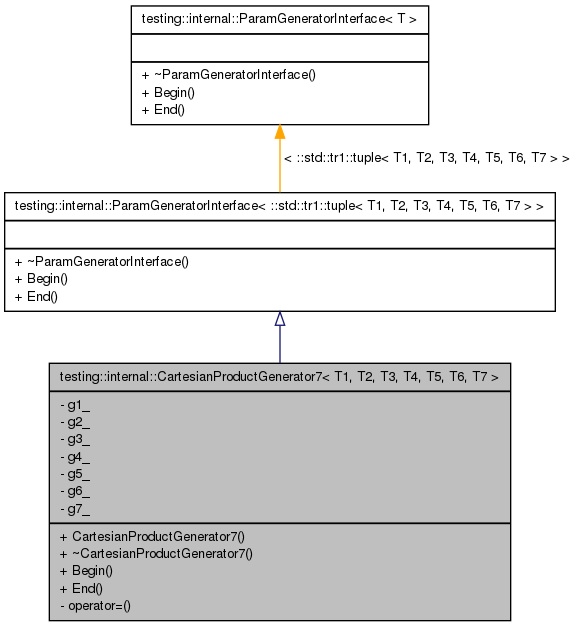 testing::internal::ParamGeneratorInterface< T >
+ ~ParamGeneratorInterface()
+ Begin()
+ End()
< ::std::tr1::tuple< T1, T2, T3, T4, T5, T6, T7 > >
testing::internal::ParamGeneratorInterface< ::std::tr1::tuple< T1, T2, T3, T4, T5, T6, T7 > >
+ ~ParamGeneratorInterface()
+ Begin()
+ End()
testing::internal::CartesianProductGenerator7< T1, T2, T3, T4, T5, T6, T7 >
- g1_
- g2_
- g3_
- g4_
- g5_
- g6_
- g7_
+ CartesianProductGenerator7()
+ ~CartesianProductGenerator7()
+ Begin()
+ End()
- operator=()